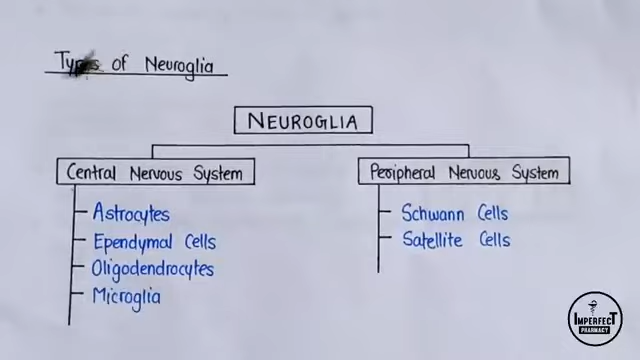 Types of Neuroglia
NEUROGLIA
Central Nervous System
Peripheral Nervous System
Astrocytes
Ependymal Cells
Oligodendrocytes
Microglia
Schwann Cells
Satellite Cells
IMPERFECT
PHARMACY